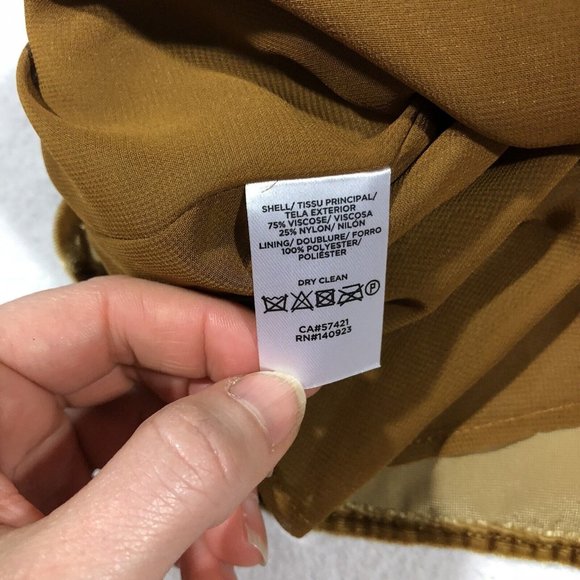 SHELL/ TISSU PRINCIPAL/
TELA EXTERIOR
75% VISCOSE/ VISCOSA
25% NYLON/ NILÓN
LINING/ DOUBLURE/ FORRO
100% POLYESTER/
POLIÉSTER
DRY CLEAN
P
CA#57421
RN#140923